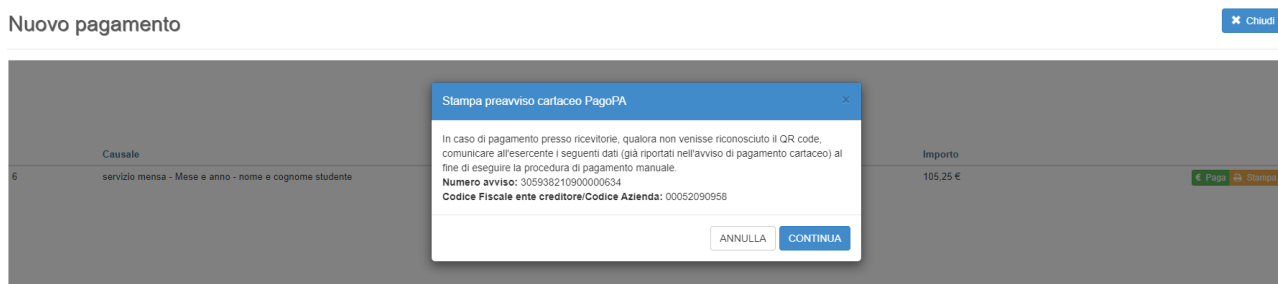 Nuovo pagamento
✖ Chiudi
Stampa preavviso cartaceo PagoPA ×
In caso di pagamento presso ricevitorie, qualora non venisse riconosciuto il QR code,
comunicare all'esercente i seguenti dati (già riportati nell'avviso di pagamento cartaceo) al
fine di eseguire la procedura di pagamento manuale.
Numero avviso: 305938210900000634
Codice Fiscale ente creditore/Codice Azienda: 00052090958
ANNULLA CONTINUA
Causale Importo
6 servizio mensa - Mese e anno - nome e cognome studente 105,25 € € Paga Stampa